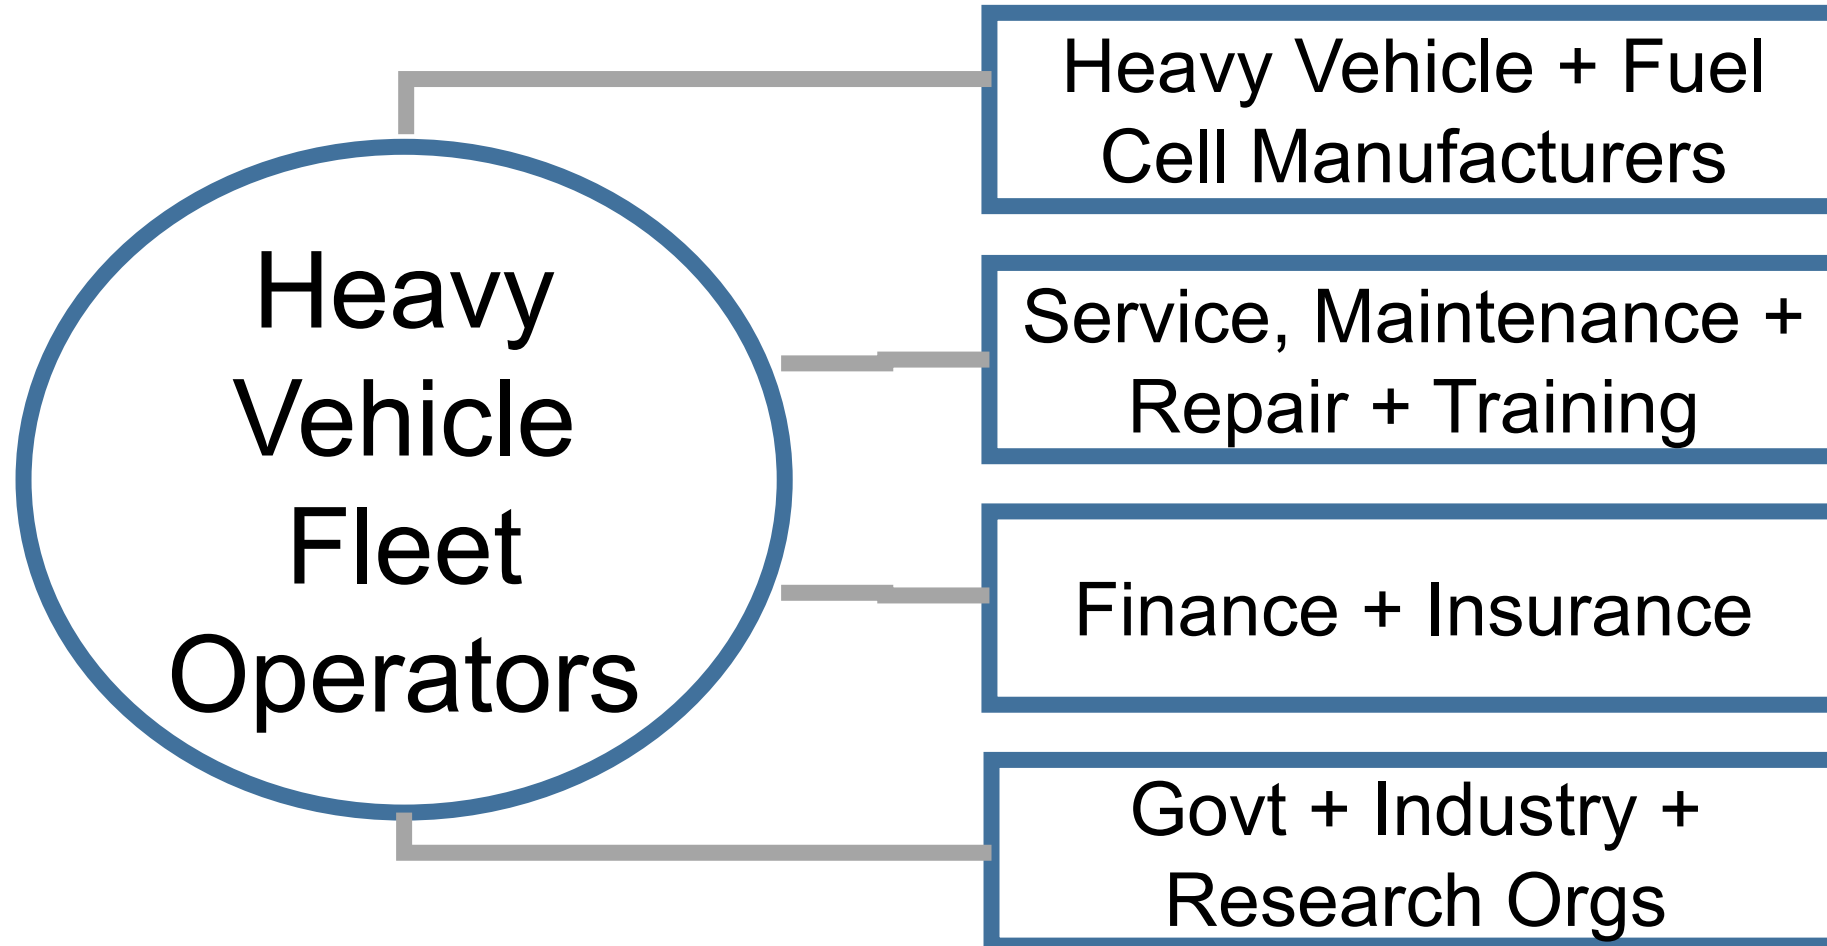 Heavy
Vehicle
Fleet
Operators
Heavy Vehicle + Fuel
Cell Manufacturers
Service, Maintenance +
Repair + Training
Finance + Insurance
Govt + Industry +
Research Orgs